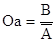 Oa = B
A